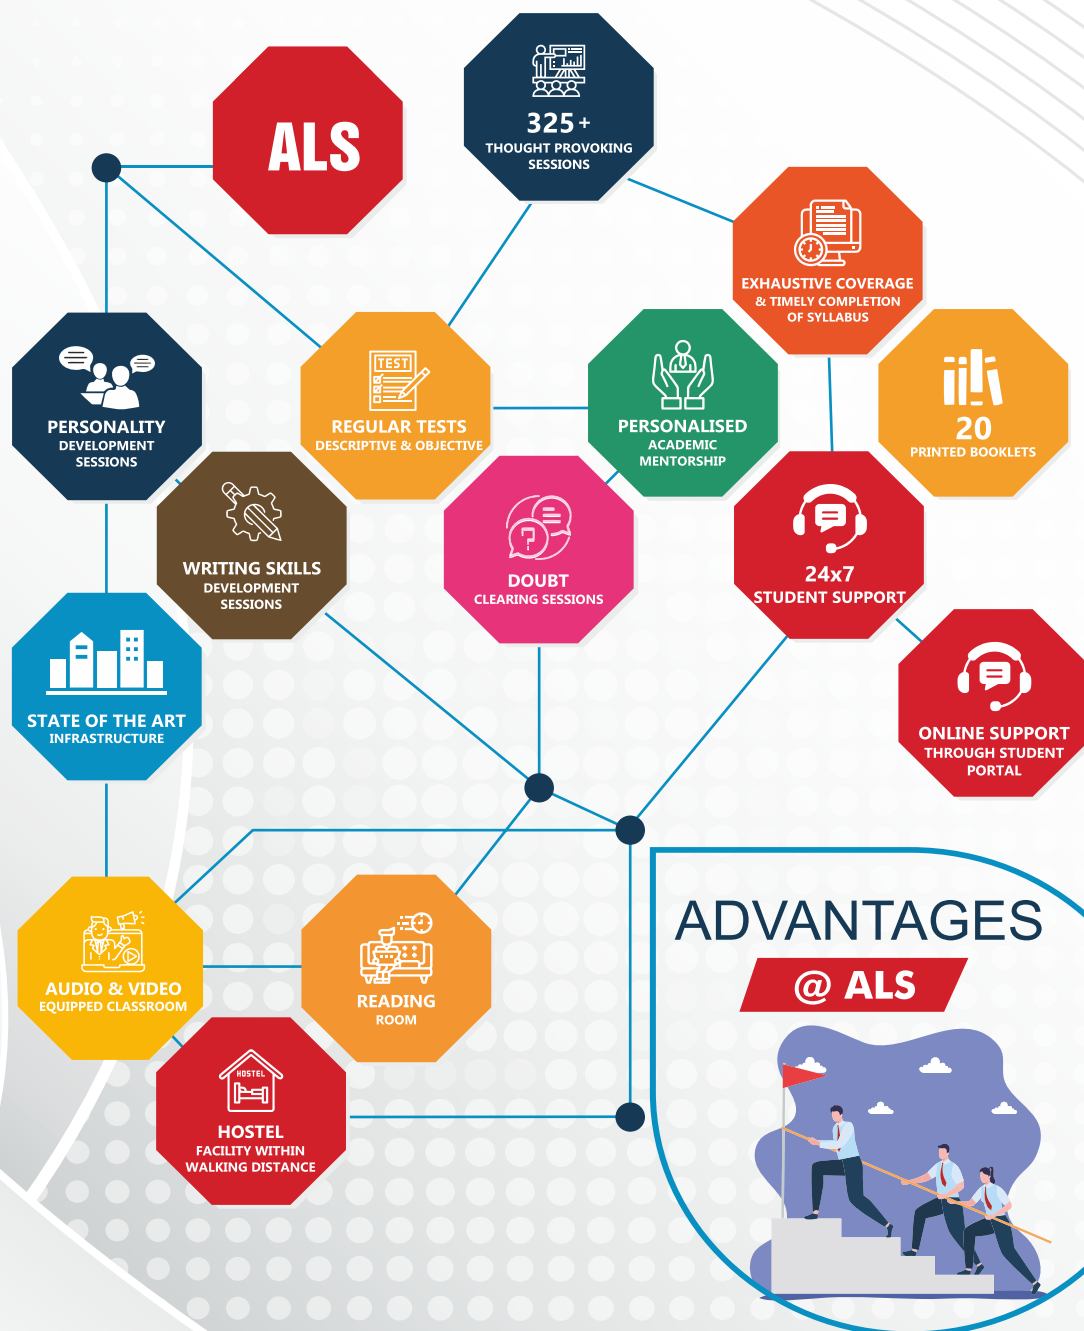 ALS
325+
THOUGHT PROVOKING
SESSIONS
EXHAUSTIVE COVERAGE
& TIMELY COMPLETION
OF SYLLABUS
PERSONALITY
DEVELOPMENT
SESSIONS
TEST
REGULAR TESTS
DESCRIPTIVE & OBJECTIVE
PERSONALISED
ACADEMIC
MENTORSHIP
20
PRINTED BOOKLETS
WRITING SKILLS
DEVELOPMENT
SESSIONS
?
DOUBT
CLEARING SESSIONS
24x7
STUDENT SUPPORT
STATE OF THE ART
INFRASTRUCTURE
ONLINE SUPPORT
THROUGH STUDENT
PORTAL
AUDIO & VIDEO
EQUIPPED CLASSROOM
READING
ROOM
HOSTEL
HOSTEL
FACILITY WITHIN
WALKING DISTANCE
ADVANTAGES
@ ALS